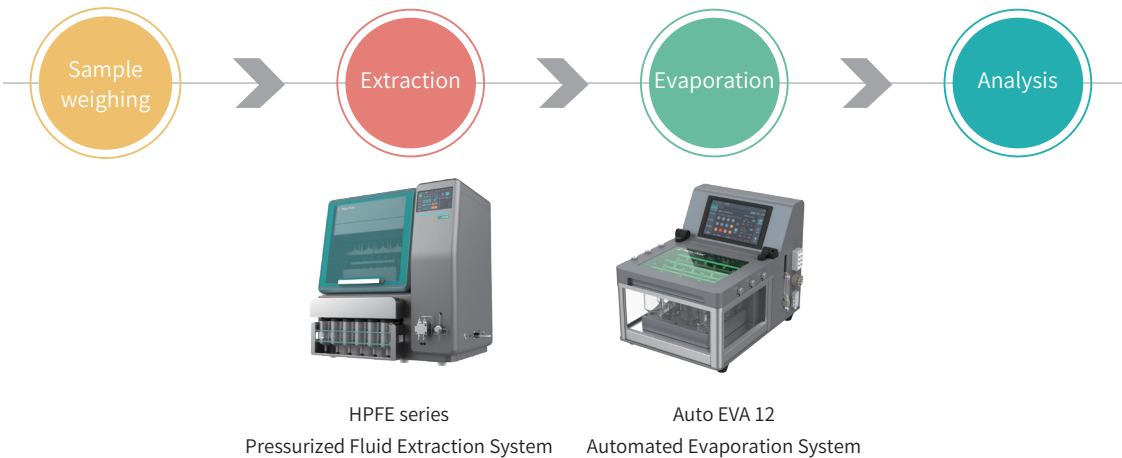 Sample
weighing
Extraction
Evaporation
Analysis
HPFE series
Pressurized Fluid Extraction System
Auto EVA 12
Automated Evaporation System